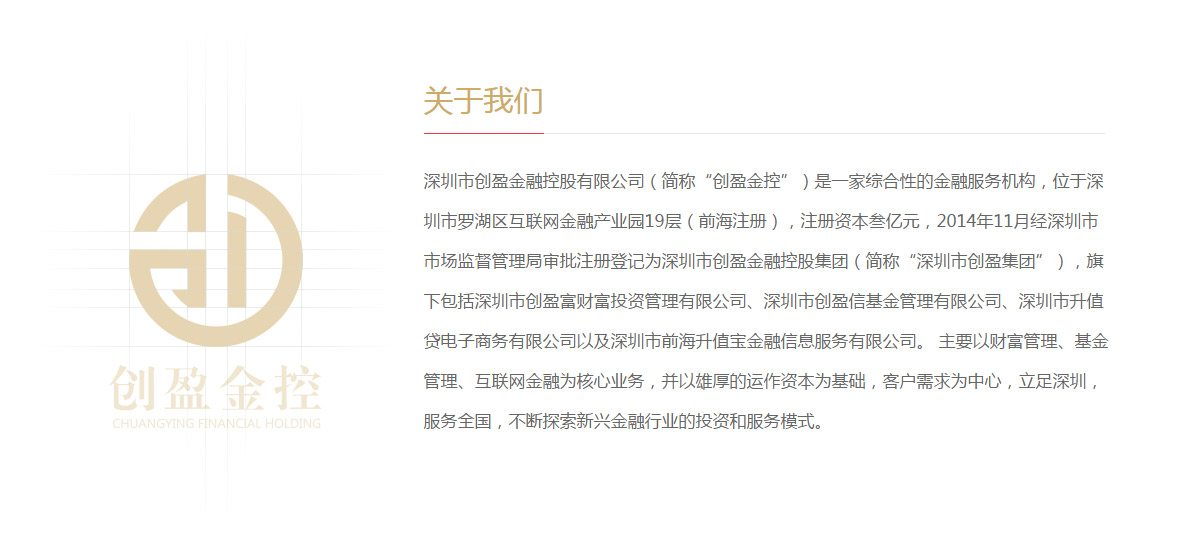 关于我们
深圳市创盈金融控股有限公司（简称“创盈金控”）是一家综合性的金融服务机构，位于深
圳市罗湖区互联网金融产业园19层（前海注册），注册资本叁亿元，2014年11月经深圳市
市场监督管理局审批注册登记为深圳市创盈金融控股集团（简称“深圳市创盈集团”），旗
下包括深圳市创盈富财富投资管理有限公司、深圳市创盈信基金管理有限公司、深圳市升值
贷电子商务有限公司以及深圳市前海升值宝金融信息服务有限公司。 主要以财富管理、基金
管理、互联网金融为核心业务，并以雄厚的运作资本为基础，客户需求为中心，立足深圳，
服务全国，不断探索新兴金融行业的投资和服务模式。
创盈金控
CHUANGYING FINANCIAL HOLDING